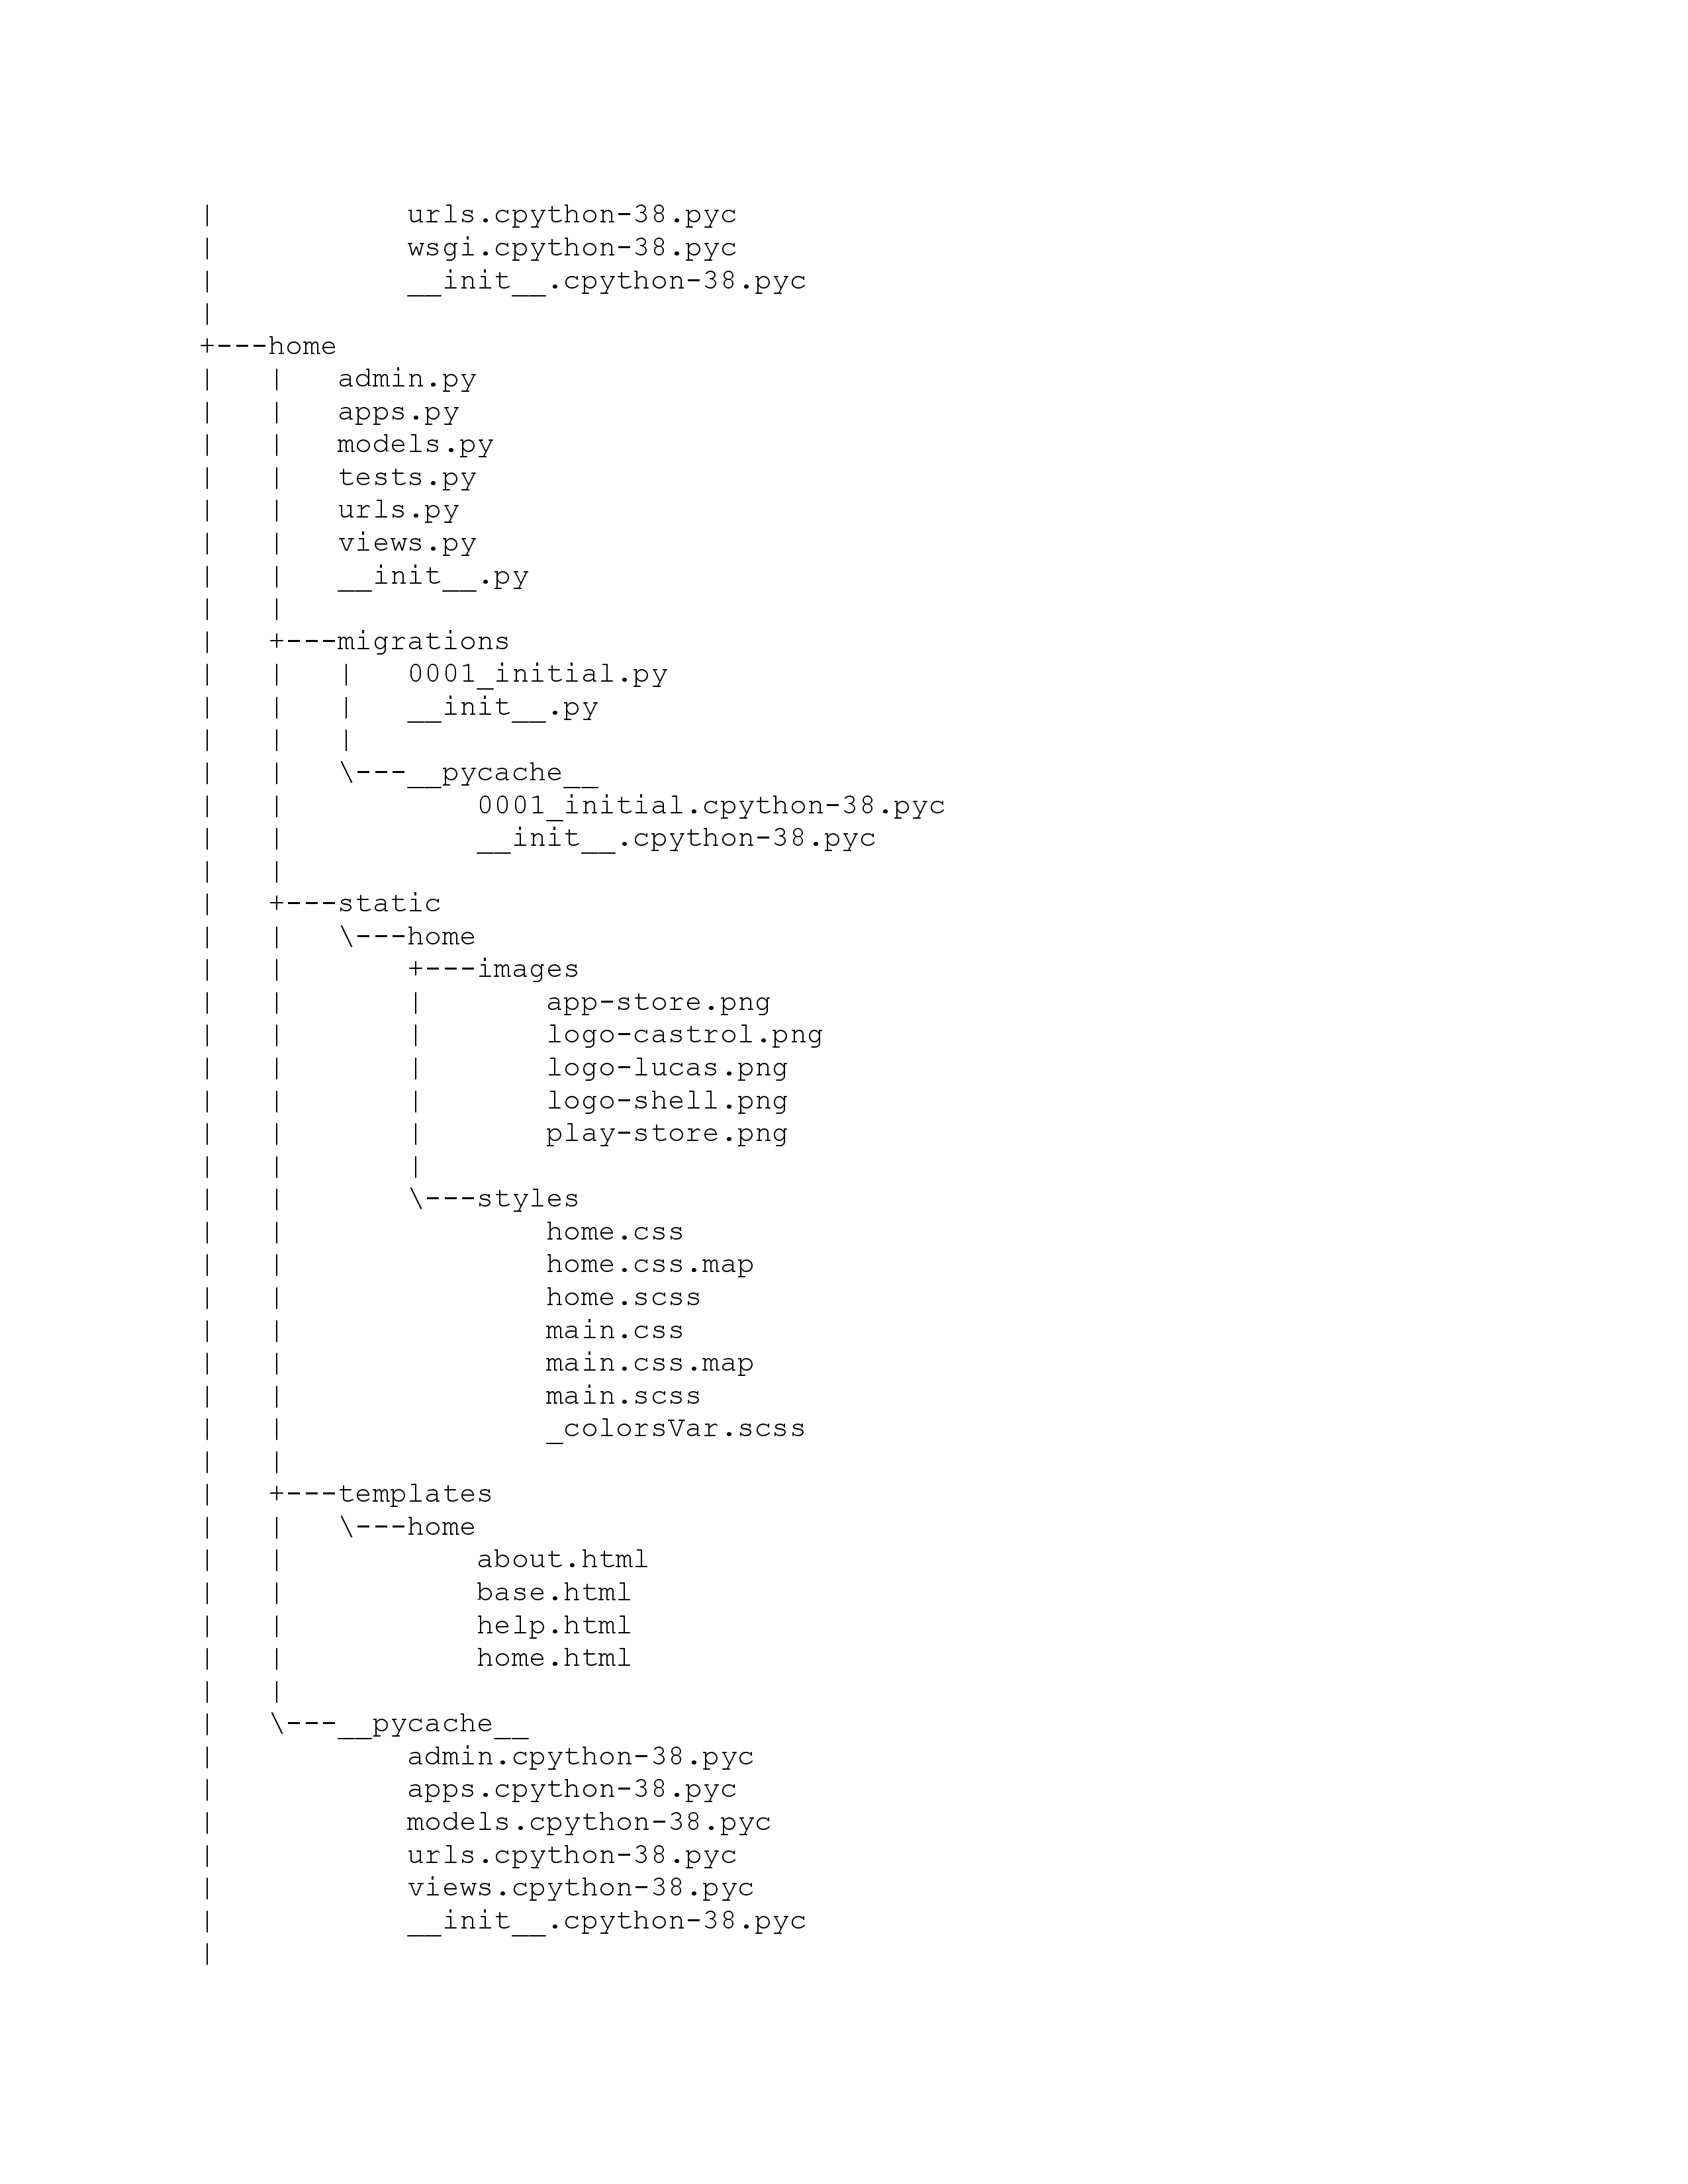 |           urls.cpython-38.pyc
|           wsgi.cpython-38.pyc
|           __init__.cpython-38.pyc
|
+---home
|   |   admin.py
|   |   apps.py
|   |   models.py
|   |   tests.py
|   |   urls.py
|   |   views.py
|   |   __init__.py
|   |
|   +---migrations
|   |   |   0001_initial.py
|   |   |   __init__.py
|   |   |
|   |   \---__pycache__
|   |           0001_initial.cpython-38.pyc
|   |           __init__.cpython-38.pyc
|   |
|   +---static
|   |   \---home
|   |       +---images
|   |       |       app-store.png
|   |       |       logo-castrol.png
|   |       |       logo-lucas.png
|   |       |       logo-shell.png
|   |       |       play-store.png
|   |       |
|   |       \---styles
|   |               home.css
|   |               home.css.map
|   |               home.scss
|   |               main.css
|   |               main.css.map
|   |               main.scss
|   |               _colorsVar.scss
|   |
|   +---templates
|   |   \---home
|   |           about.html
|   |           base.html
|   |           help.html
|   |           home.html
|   |
|   \---__pycache__
|           admin.cpython-38.pyc
|           apps.cpython-38.pyc
|           models.cpython-38.pyc
|           urls.cpython-38.pyc
|           views.cpython-38.pyc
|           __init__.cpython-38.pyc
|